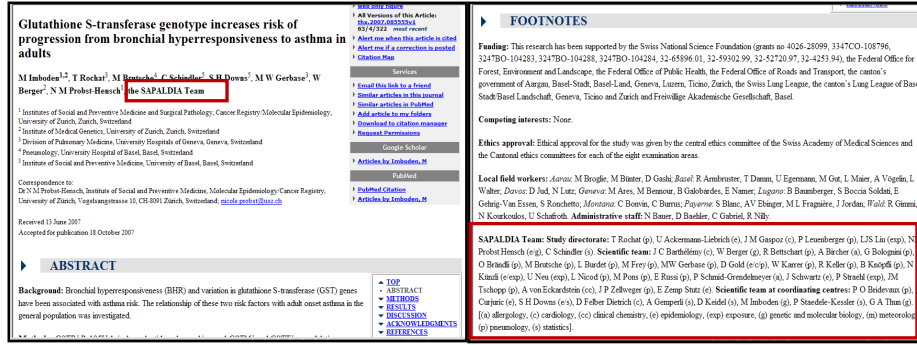 Glutathione S-transferase genotype increases risk of
progression from bronchial hyperresponsiveness to asthma in
adults
M Imboden1,2, T Rochat3, M Brutsche4, C Schindler5, S H Downs5, M W Gerbase3, W
Berger2, N M Probst-Hensch1, the SAPALDIA Team
1 Institutes of Social and Preventive Medicine and Surgical Pathology, Cancer Registry/Molecular Epidemiology,
University of Zurich, Zurich, Switzerland
2 Institute of Medical Genetics, University of Zurich, Zurich, Switzerland
3 Division of Pulmonary Medicine, University Hospitals of Geneva, Geneva, Switzerland
4 Pneumology, University Hospital of Basel, Basel, Switzerland
5 Institute of Social and Preventive Medicine, University of Basel, Basel, Switzerland
Correspondence to:
Dr N M Probst-Hensch, Institute of Social and Preventive Medicine, Molecular Epidemiology/Cancer Registry,
University of Zürich, Vogelsangstrasse 10, CH-8091 Zürich, Switzerland; nicole.probst@usz.ch
Received 13 June 2007
Accepted for publication 18 October 2007
ABSTRACT
Background: Bronchial hyperresponsiveness (BHR) and variation in glutathione S-transferase (GST) genes
have been associated with asthma risk. The relationship of these two risk factors with adult onset asthma in the
general population was investigated.
Web only figure
All Versions of this Article:
thx.2007.085555v1
63/4/322 most recent
Alert me when this article is cited
Alert me if a correction is posted
Citation Map
Services
Email this link to a friend
Similar articles in this journal
Similar articles in PubMed
Add article to my folders
Download to citation manager
Request Permissions
Google Scholar
Articles by Imboden, M
PubMed
PubMed Citation
Articles by Imboden, M
TOP
ABSTRACT
METHODS
RESULTS
DISCUSSION
ACKNOWLEDGMENTS
REFERENCES
FOOTNOTES
Funding: This research has been supported by the Swiss National Science Foundation (grants no 4026-28099, 3347CO-108796,
3247BO-104283, 3247BO-104288, 3247BO-104284, 32-65896.01, 32-59302.99, 32-52720.97, 32-4253.94), the Federal Office for
Forest, Environment and Landscape, the Federal Office of Public Health, the Federal Office of Roads and Transport, the canton's
government of Aargau, Basel-Stadt, Basel-Land, Geneva, Luzern, Ticino, Zurich, the Swiss Lung League, the canton's Lung League of Base
Stadt/Basel Landschaft, Geneva, Ticino and Zurich and Freiwillige Akademische Gesellschaft, Basel.
Competing interests: None.
Ethics approval: Ethical approval for the study was given by the central ethics committee of the Swiss Academy of Medical Sciences and
the Cantonal ethics committees for each of the eight examination areas.
Local field workers: Aarau: M Broglie, M Bünter, D Gashi; Basel: R Armbruster, T Damm, U Egermann, M Gut, L Maier, A Vögelin, L
Walter; Davos: D Jud, N Lutz; Geneva: M Ares, M Bennour, B Galobardes, E Namer; Lugano: B Baumberger, S Boccia Soldati, E
Gehrig-Van Essen, S Ronchetto; Montana: C Bonvin, C Burrus; Payerne: S Blanc, AV Ebinger, M L Fragnière, J Jordan; Wald: R Gimmi,
N Kourkoulos, U Schafroth. Administrative staff: N Bauer, D Baehler, C Gabriel, R Nilly.
SAPALDIA Team: Study directorate: T Rochat (p), U Ackermann-Liebrich (e), J M Gaspoz (c), P Leuenberger (p), LJS Liu (exp), N
Probst Hensch (e/g), C Schindler (s). Scientific team: J C Barthélémy (c), W Berger (g), R Bettschart (p), A Bircher (a), G Bolognini (p),
O Brändli (p), M Brutsche (p), L Burdet (p), M Frey (p), MW Gerbase (p), D Gold (e/c/p), W Karrer (p), R Keller (p), B Knöpfli (p), N
Künzli (e/exp), U Neu (exp), L Nicod (p), M Pons (p), E Russi (p), P Schmid-Grendelmeyer (a), J Schwartz (e), P Straehl (exp), JM
Tschopp (p), A von Eckardstein (cc), J P Zellweger (p), E Zemp Stutz (e). Scientific team at coordinating centres: P O Bridevaux (p),
Curjuric (e), S H Downs (e/s), D Felber Dietrich (c), A Gemperli (s), D Keidel (s), M Imboden (g), P Staedele-Kessler (s), G A Thun (g).
[(a) allergology, (c) cardiology, (cc) clinical chemistry, (e) epidemiology, (exp) exposure, (g) genetic and molecular biology, (m) meteorolog
(p) pneumology, (s) statistics].